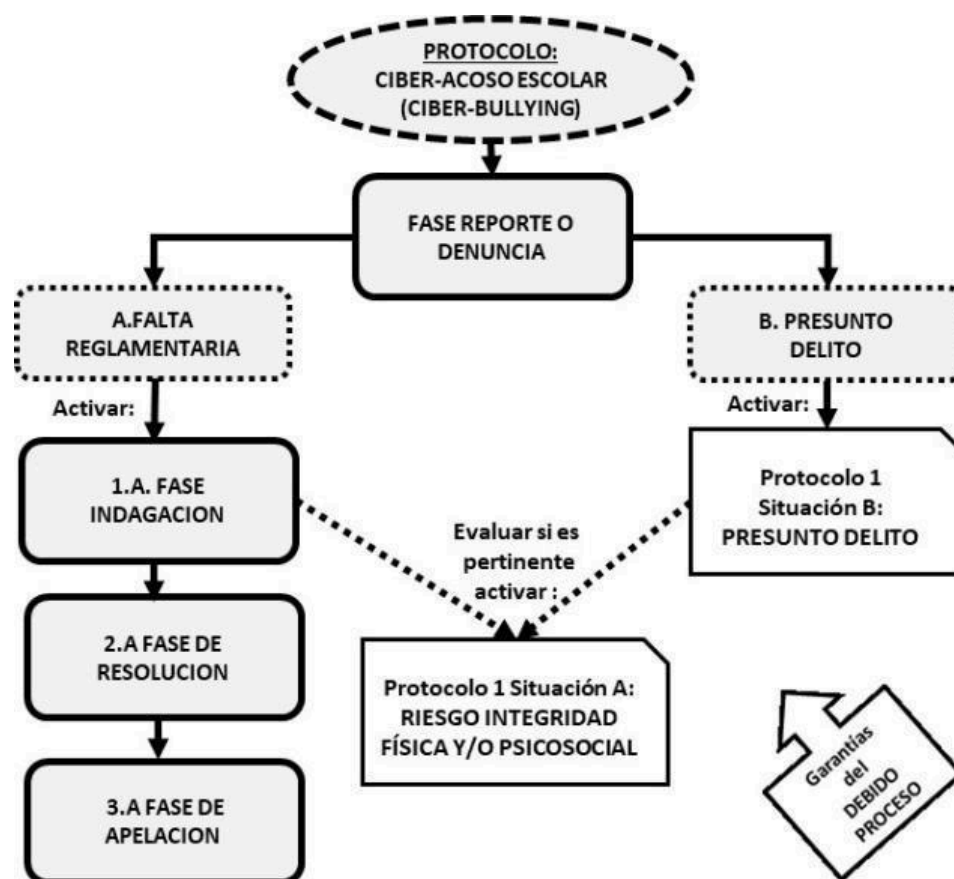 PROTOCOLO:
CIBER-ACOSO ESCOLAR
(CIBER-BULLYING)
FASE REPORTE O
DENUNCIA
A.FALTA
REGLAMENTARIA
B. PRESUNTO
DELITO
Activar:
Activar:
1.A. FASE
INDAGACION
Protocolo 1
Situación B:
PRESUNTO DELITO
Evaluar si es
pertinente
activar :
2.A FASE DE
RESOLUCION
Protocolo 1 Situación A:
RIESGO INTEGRIDAD
FÍSICA Y/O PSICOSOCIAL
3.A FASE DE
APELACION
Garantías
del
DEBIDO
PROCESO